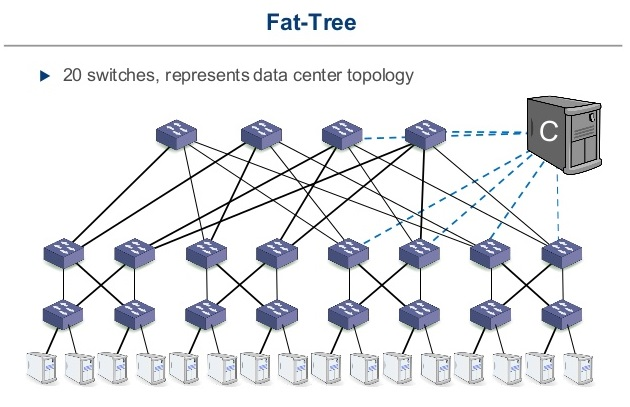 Fat-Tree
20 switches, represents data center topology
C